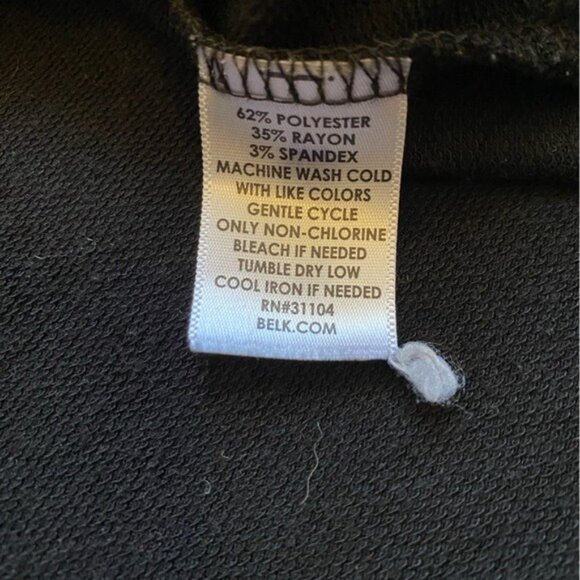 62% POLYESTER
35% RAYON
3% SPANDEX
MACHINE WASH COLD
WITH LIKE COLORS
GENTLE CYCLE
ONLY NON-CHLORINE
BLEACH IF NEEDED
TUMBLE DRY LOW
COOL IRON IF NEEDED
RN#31104
BELK.COM